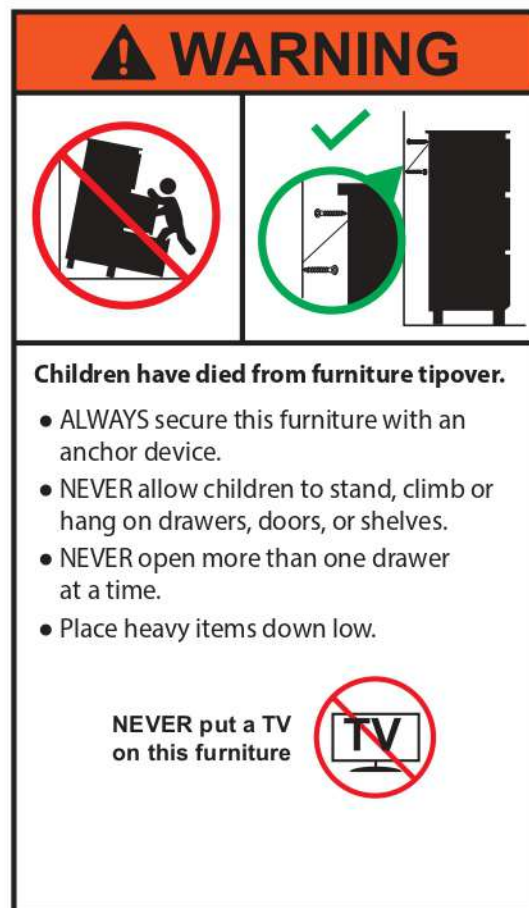 WARNING
Children have died from furniture tipover.
● ALWAYS secure this furniture with an
anchor device.
● NEVER allow children to stand, climb or
hang on drawers, doors, or shelves.
● NEVER open more than one drawer
at a time.
● Place heavy items down low.
NEVER put a TV
on this furniture
TV